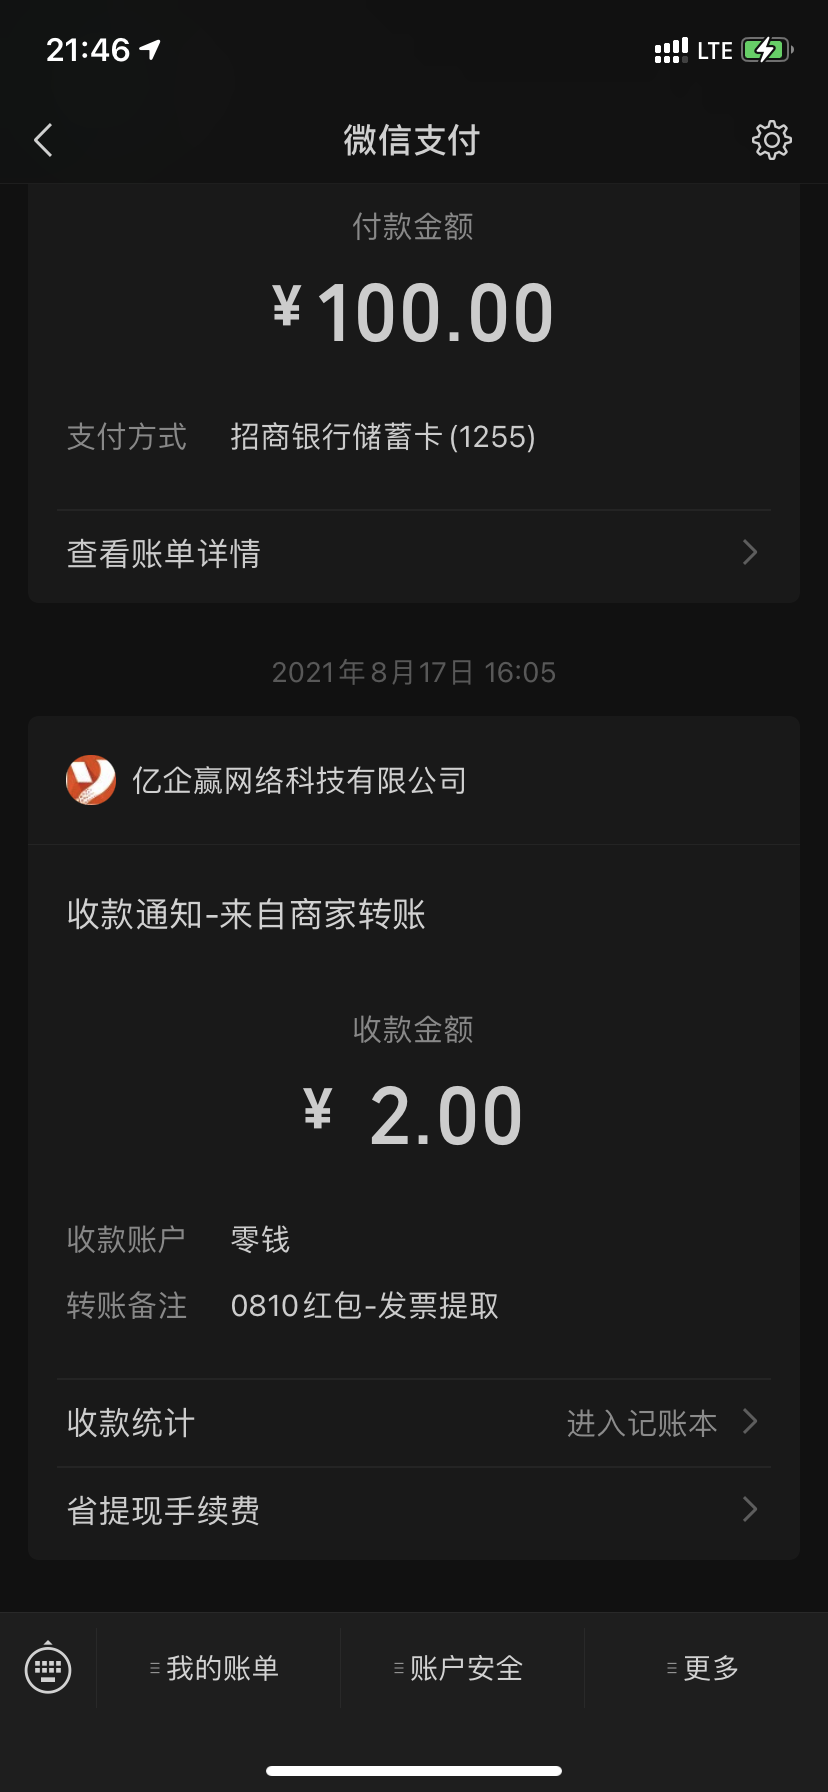 21:46 LTE
微信支付
付款金额
¥100.00
支付方式 招商银行储蓄卡(1255)
查看账单详情
2021年8月17日 16:05
亿企赢网络科技有限公司
收款通知-来自商家转账
收款金额
¥ 2.00
收款账户 零钱
转账备注 0810红包-发票提取
收款统计 进入记账本
省提现手续费
我的账单 账户安全 更多